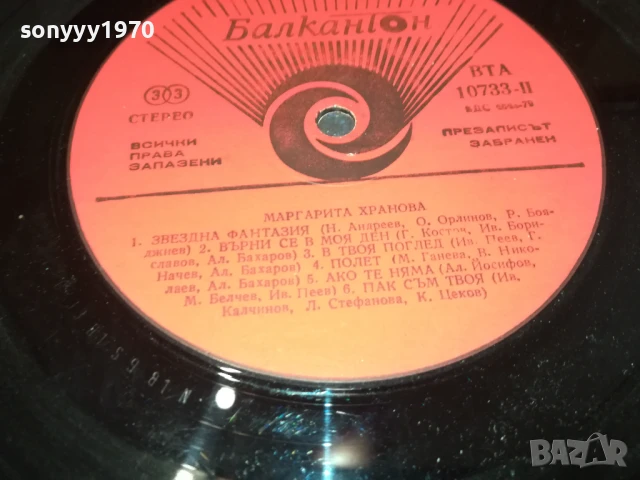 sonyyy1970
Балкантон
ВТА
10733-II
33
СТЕРЕО
ВСИЧКИ
ПРАВА
ЗАПАЗЕНИ
ПРЕЗАПИСЪТ
ЗАБРАНЕН
МАРГАРИТА ХРАНОВА
1. ЗВЕЗДНА ФАНТАЗИЯ (Н. Андреев, О. Орлинов, Р. Боя-
джиев) 2. ВЪРНИ СЕ В МОЯ ДЕН (Г. Костов, Ив. Бори-
славов, Ал. Бахаров) 3. В ТВОЯ ПОГЛЕД (Ив. Пеев, Г.
Начев, Ал. Бахаров) 4. ПОЛЕТ (М. Ганева, В. Нико-
лаев, Ал. Бахаров) 5. АКО ТЕ НЯМА (Ал. Йосифов,
М. Белчев, Ив. Пеев) 6. ПАК СЪМ ТВОЯ (Ив.
Калчинов, Л. Стефанова, К. Цеков)
BAZAR